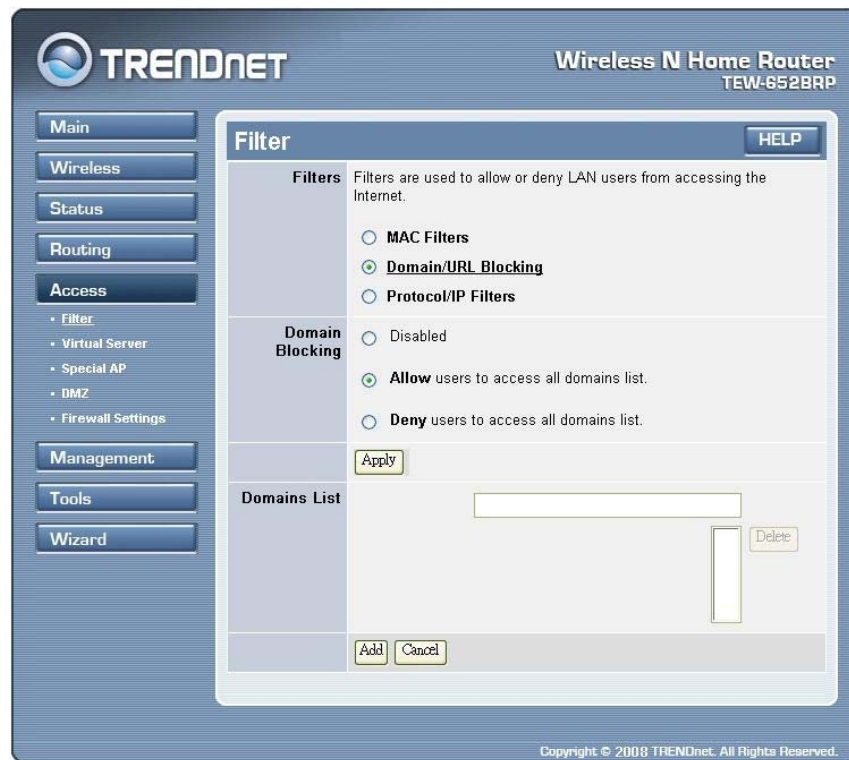 TRENDNET
Wireless N Home Router
TEW-652BRP
Main
Wireless
Status
Routing
Access
Filter
Virtual Server
Special AP
DMZ
Firewall Settings
Management
Tools
Wizard
Filter
HELP
Filters
Filters are used to allow or deny LAN users from accessing the
Internet.
MAC Filters
Domain/URL Blocking
Protocol/IP Filters
Domain
Blocking
Disabled
Allow users to access all domains list.
Deny users to access all domains list.
Apply
Domains List
Delete
Add
Cancel
Copyright © 2008 TRENDnet. All Rights Reserved.